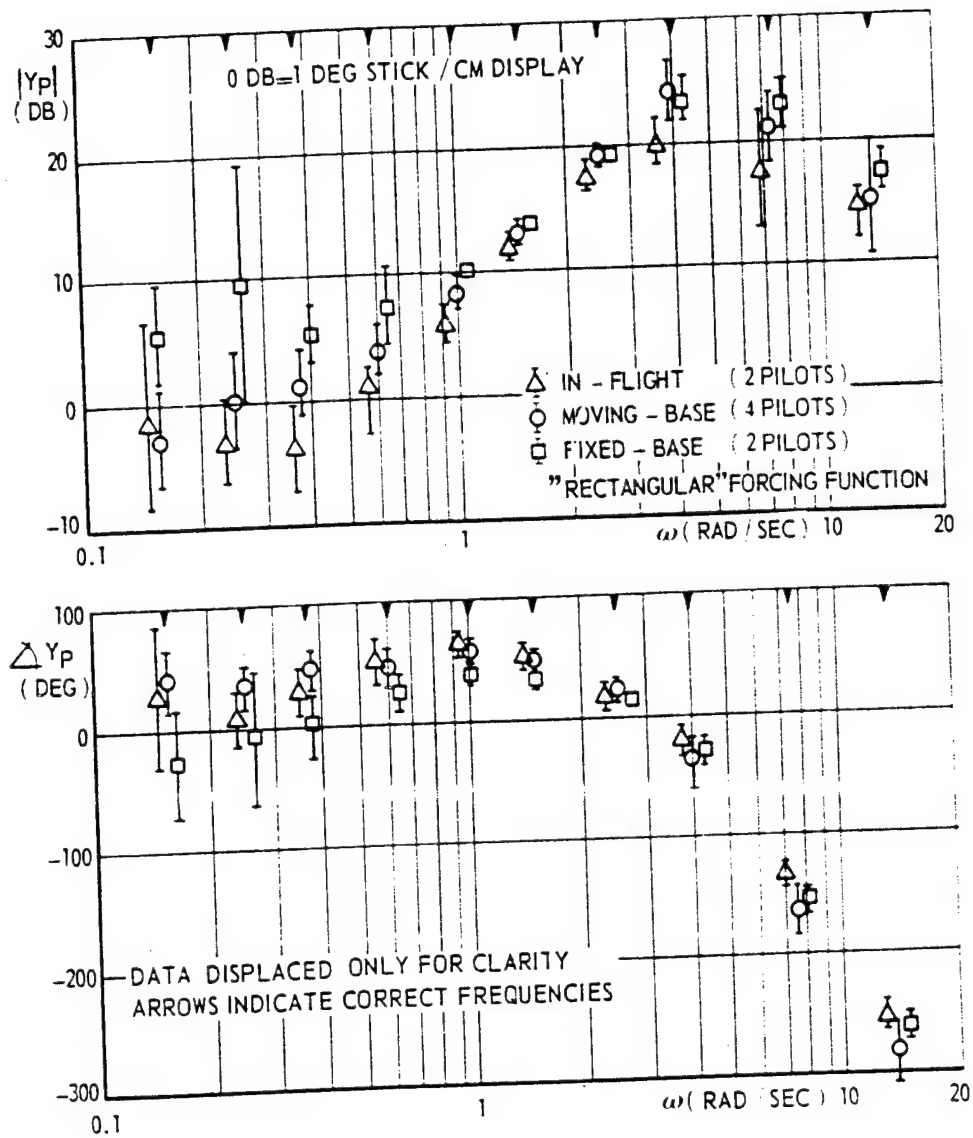 30
|Yp|
(DB)
0 DB=1 DEG STICK / CM DISPLAY
20
10
0
-10
△ IN - FLIGHT (2 PILOTS)
○ MOVING - BASE (4 PILOTS)
□ FIXED - BASE (2 PILOTS)
"RECTANGULAR" FORCING FUNCTION
0.1
1
ω(RAD/SEC) 10
20
100
∠ Yp
(DEG)
0
-100
-200
-300
DATA DISPLACED ONLY FOR CLARITY
ARROWS INDICATE CORRECT FREQUENCIES
0.1
1
ω(RAD/SEC) 10
20